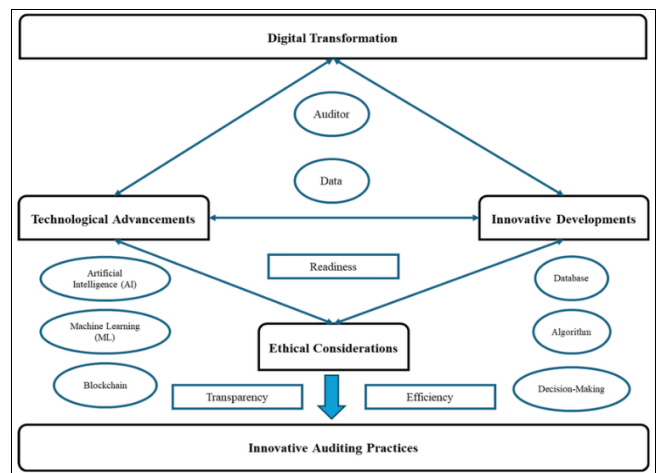 Digital Transformation
Auditor
Data
Technological Advancements
Innovative Developments
Readiness
Artificial
Intelligence (AI)
Database
Machine Learning
(ML)
Algorithm
Ethical Considerations
Blockchain
Transparency
Efficiency
Decision-Making
Innovative Auditing Practices